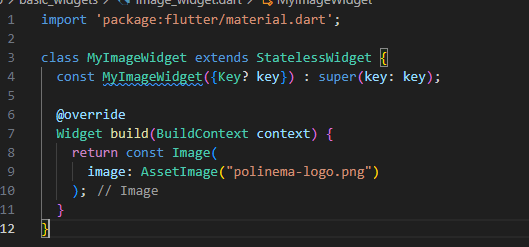 basic_widgets > image_widget.dart > MyImageWidget
1 import 'package:flutter/material.dart';
2
3 class MyImageWidget extends StatelessWidget {
4   const MyImageWidget({Key? key}) : super(key: key);
5
6   @override
7   Widget build(BuildContext context) {
8     return const Image(
9       image: AssetImage("polinema-logo.png")
10     ); // Image
11   }
12 }